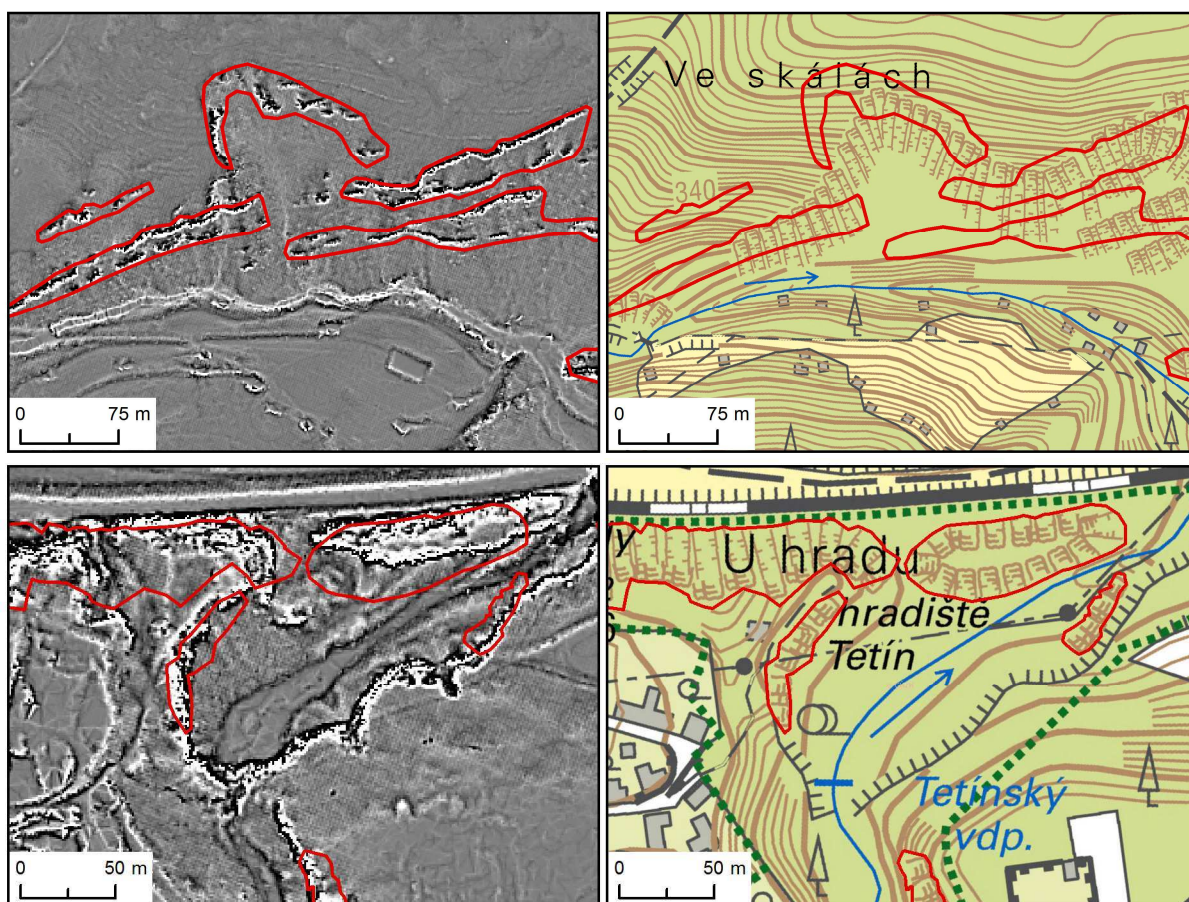 Ve skálách
340
0 75 m
0 75 m
U hradu
hradiště
Tetín
Tetínský
vdp.
0 50 m
0 50 m